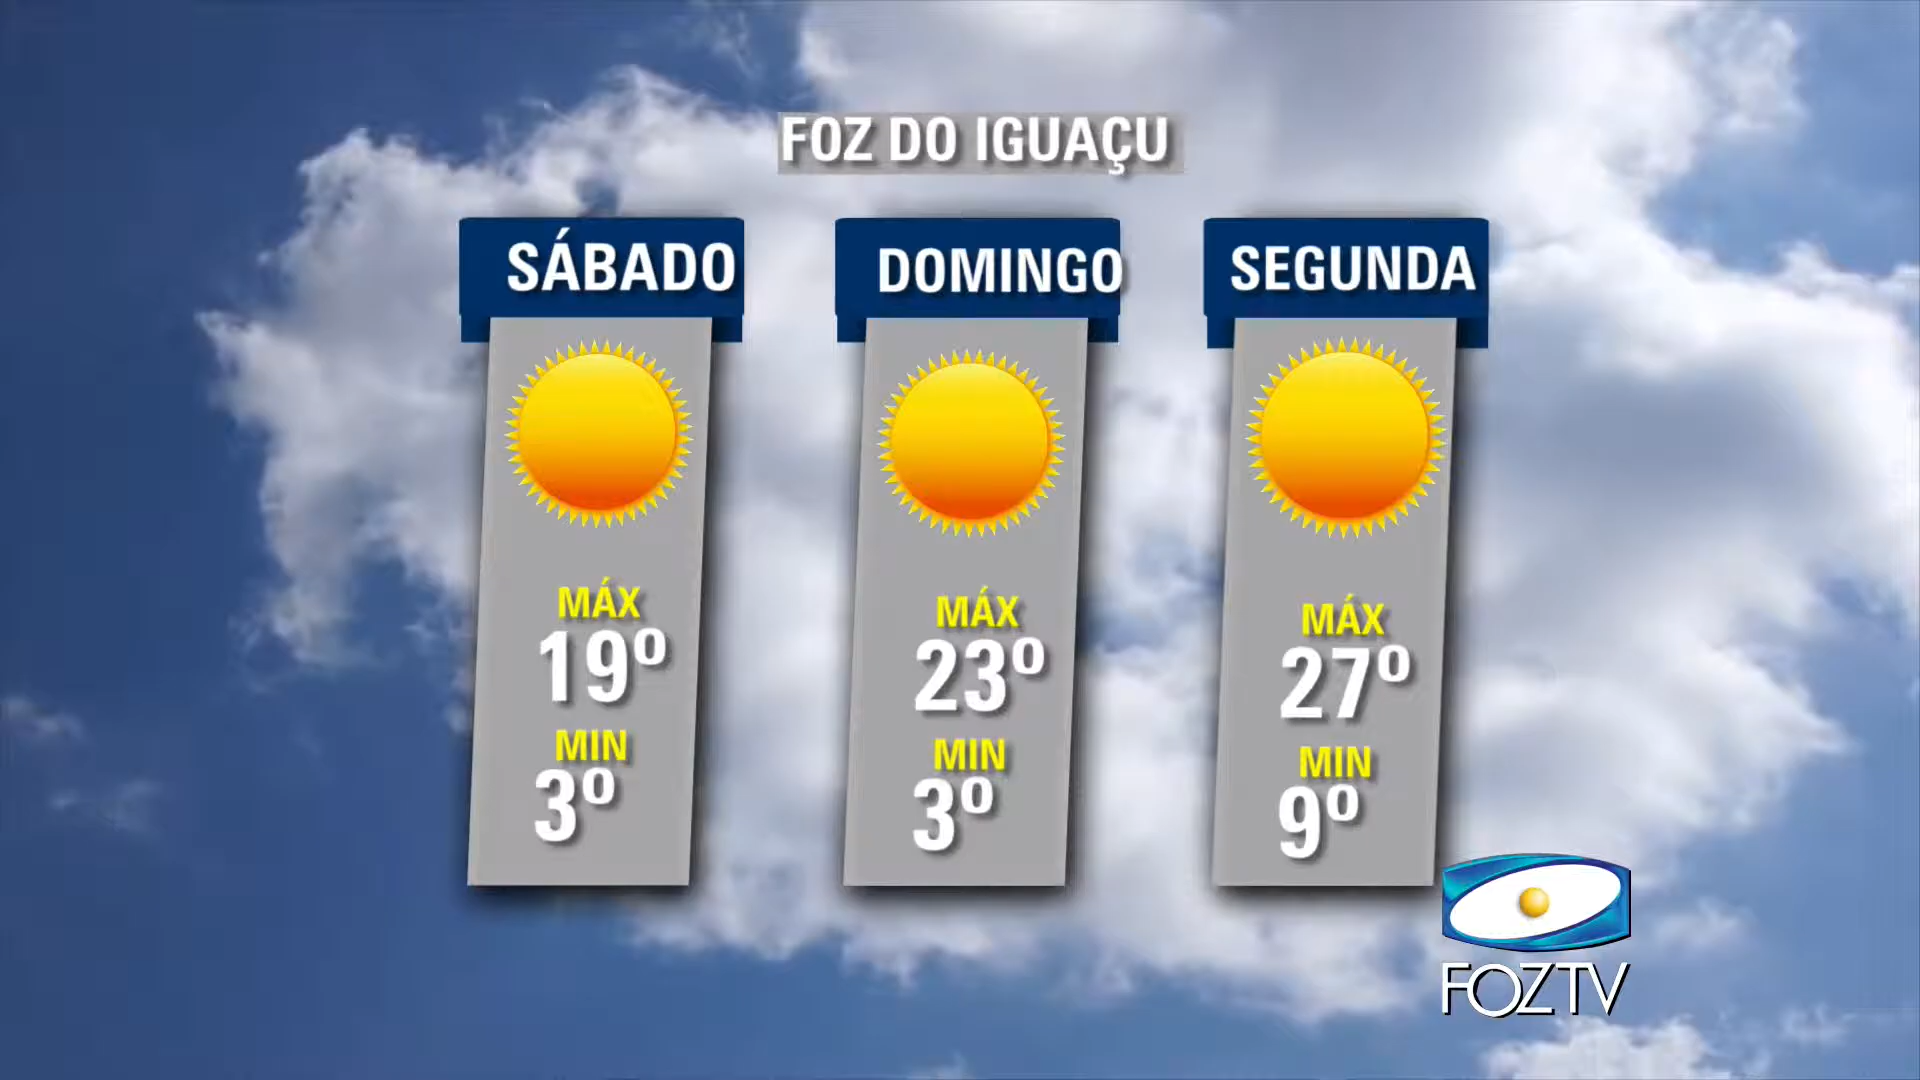 FOZ DO IGUAÇU
SÁBADO
MÁX
19º
MIN
3º
DOMINGO
MÁX
23º
MIN
3º
SEGUNDA
MÁX
27º
MIN
9º
FOZTV